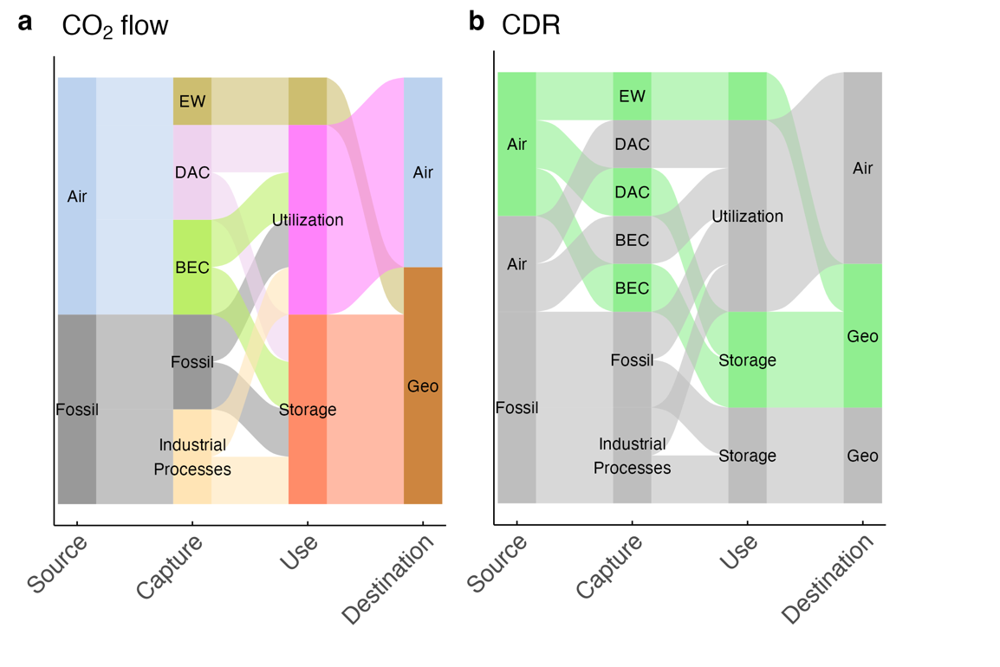 a CO₂ flow
Air
Fossil
EW
DAC
BEC
Fossil
Industrial
Processes
Utilization
Storage
Air
Geo
Source
Capture
Use
Destination
b CDR
Air
Air
Fossil
EW
DAC
DAC
BEC
BEC
Fossil
Industrial
Processes
Utilization
Storage
Storage
Air
Geo
Geo
Source
Capture
Use
Destination